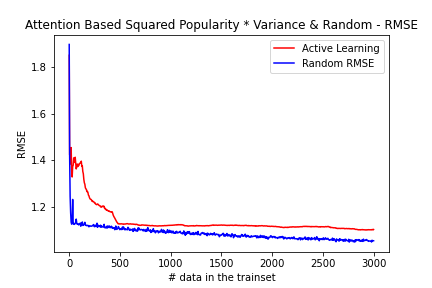 Attention Based Squared Popularity * Variance & Random - RMSE
Active Learning
Random RMSE
RMSE
1.8
1.6
1.4
1.2
0
500
1000
1500
2000
2500
3000
# data in the trainset